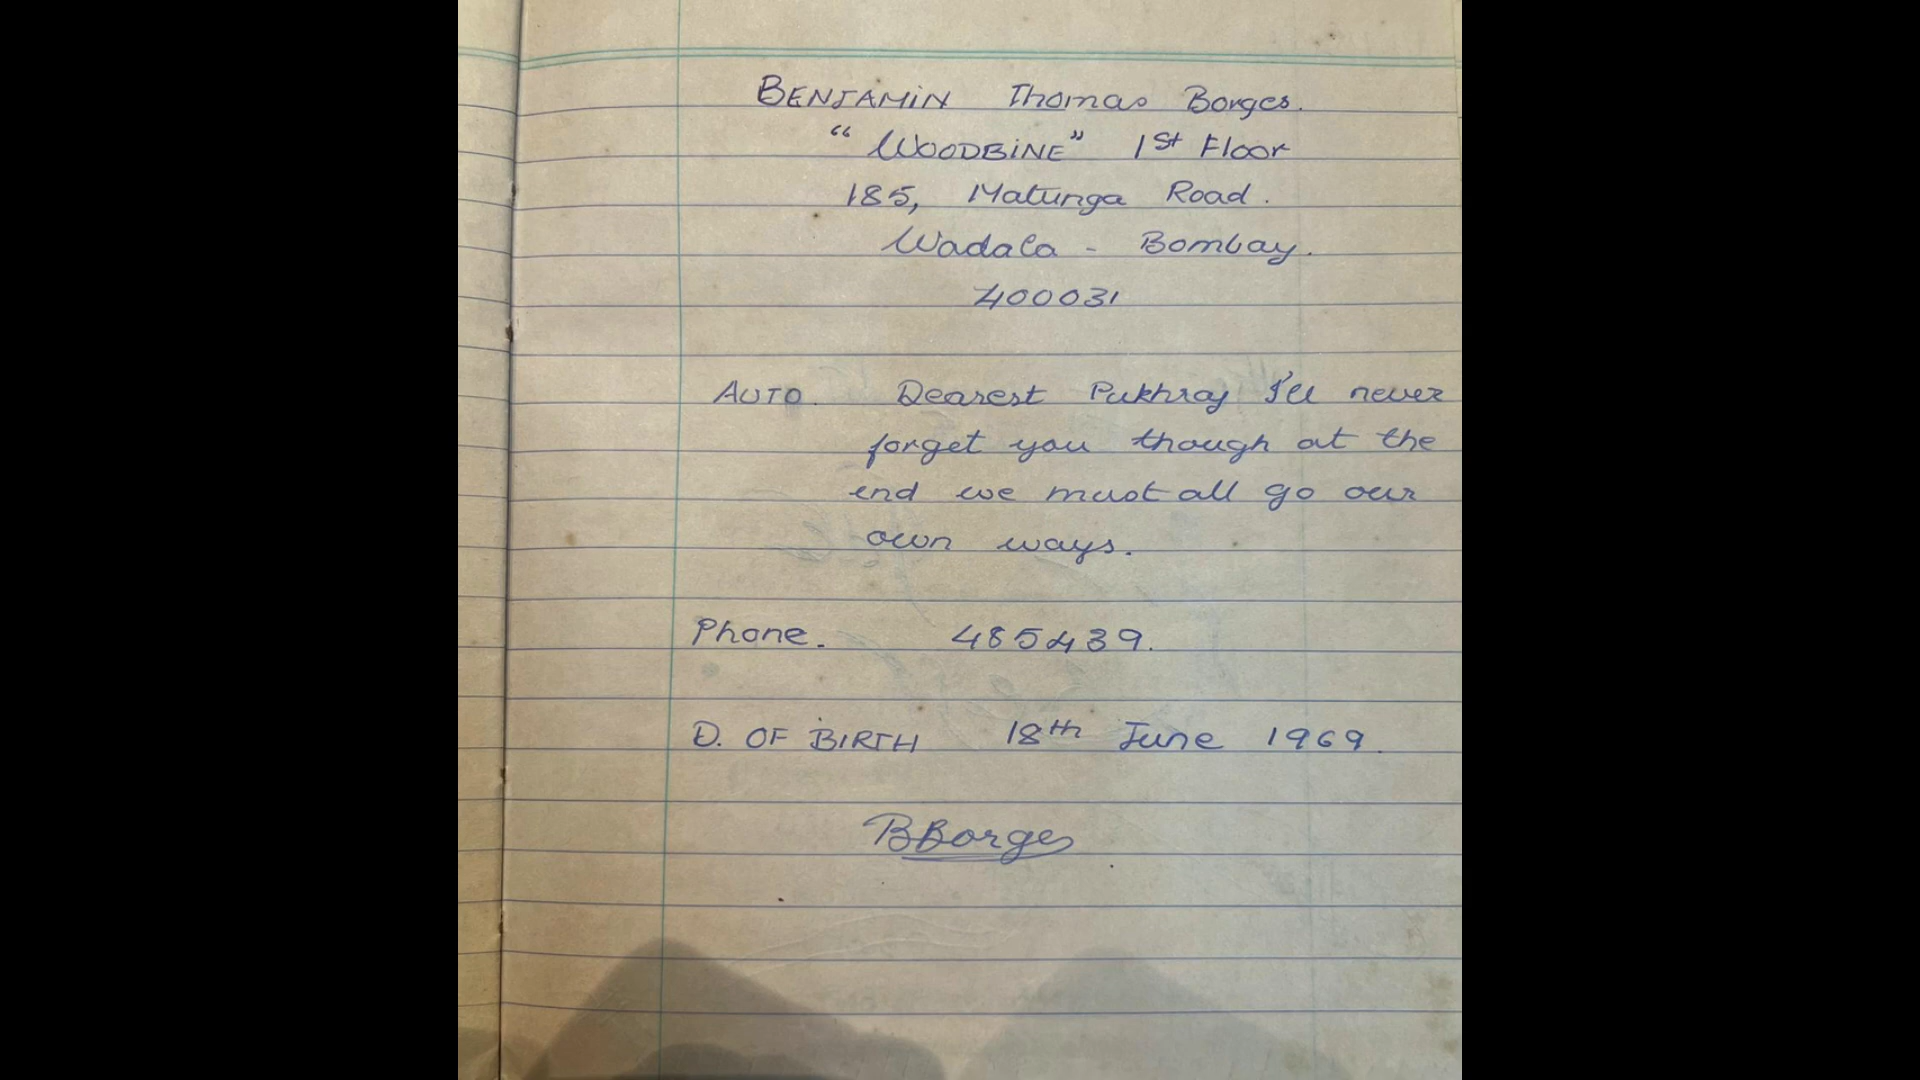 BENJAMIN Thomas Borges.
"WOODBINE" 1st Floor
185, Matunga Road.
Wadala - Bombay.
400031
AUTO. Dearest Pukhraj I'll never
forget you though at the
end we must all go our
own ways.
Phone. 485439.
D. OF BIRTH 18th June 1969.
BBorges